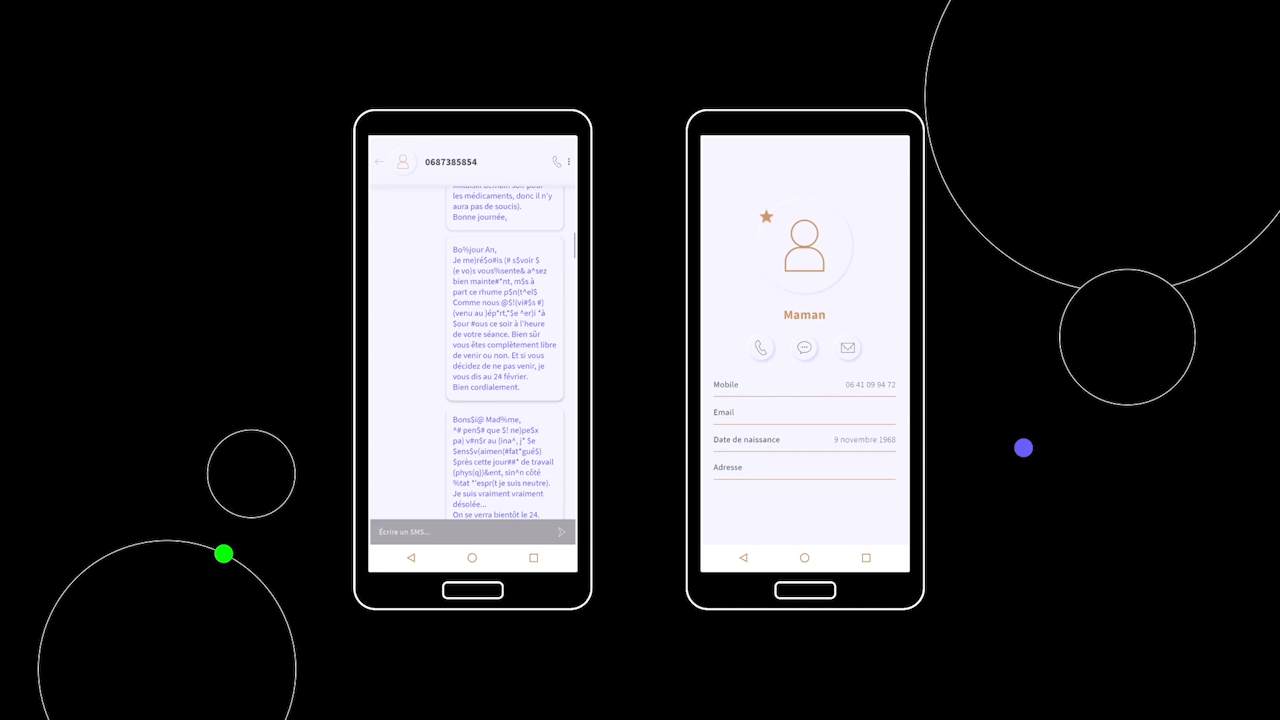 0687385854
les médicaments, donc il n'y
aura pas de soucis).
Bonne journée,
Bo%jour An,
Je me)ré$o#is (# s$voir $
(e vo)s vous%sente& a^sez
bien mainte#*nt, m$s à
part ce rhume p$n(t^el$
Comme nous @$!(vi#$s #)
(venu au )ép*rt,*$e ^er)i *à
$our #ous ce soir à l'heure
de votre séance. Bien sûr
vous êtes complètement libre
de venir ou non. Et si vous
décidez de ne pas venir, je
vous dis au 24 février.
Bien cordialement.
Bons$i@ Mad%me,
^# pen$# que $! ne)pe$x
pa) v#n$r au (ina^, j* $e
$ens$v(aimen(#fat*gué$)
$près cette jour##* de travail
(phys(q))&ent, sin^n côté
%tat *'espr(t je suis neutre).
Je suis vraiment vraiment
désolée...
On se verra bientôt le 24.
Écrire un SMS...
Maman
Mobile 06 41 09 94 72
Email
Date de naissance 9 novembre 1968
Adresse